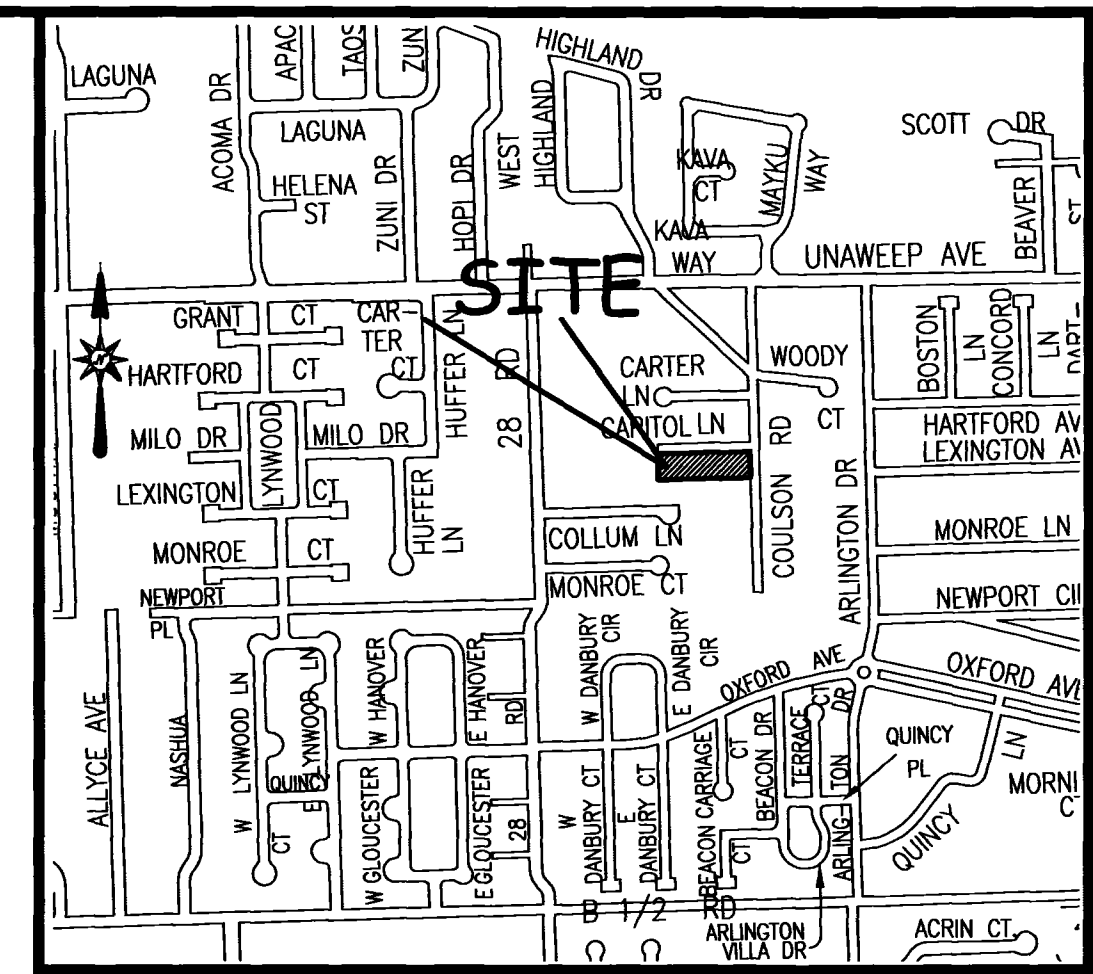 LAGUNA
ACOMA DR
APAC
TAOS
ZUN
LAGUNA
HELENA
ST
ZUNI DR
HOPI DR
WEST
HIGHLAND
HIGHLAND
DR
KAVA
CT
MAYKU
WAY
KAVA
WAY
SCOTT DR
BEAVER
CT
UNAWEEP AVE
SITE
GRANT CT
CAR-
TER
CT
HARTFORD CT
HUFFER LN
28 RD
MILO DR
MILO DR
LYNWOOD
LEXINGTON CT
HUFFER
LN
MONROE CT
CARTER
LN
CAPITOL LN
WOODY
CT
COULSON RD
ARLINGTON DR
BOSTON
LN
CONCORD
LN
DART-
HARTFORD AV
LEXINGTON AV
MONROE LN
NEWPORT CI
COLLUM LN
MONROE CT
NEWPORT
PL
ALLYCE AVE
NASHUA
W LYNWOOD LN
E LYNWOOD LN
QUINCY
CT
W HANOVER
E HANOVER
RD
W GLOUCESTER
E GLOUCESTER
28
W DANBURY
CIR
E DANBURY
CIR
OXFORD AVE
OXFORD AVE
W
DANBURY CT
E
DANBURY CT
BEACON CARRIAGE
CT
CT
BEACON DR
TERRACE
CT
ARLING-
TON
DR
QUINCY
PL
QUINCY
LN
MORNI
C
B 1/2 RD
ARLINGTON
VILLA DR
ACRIN CT.
N